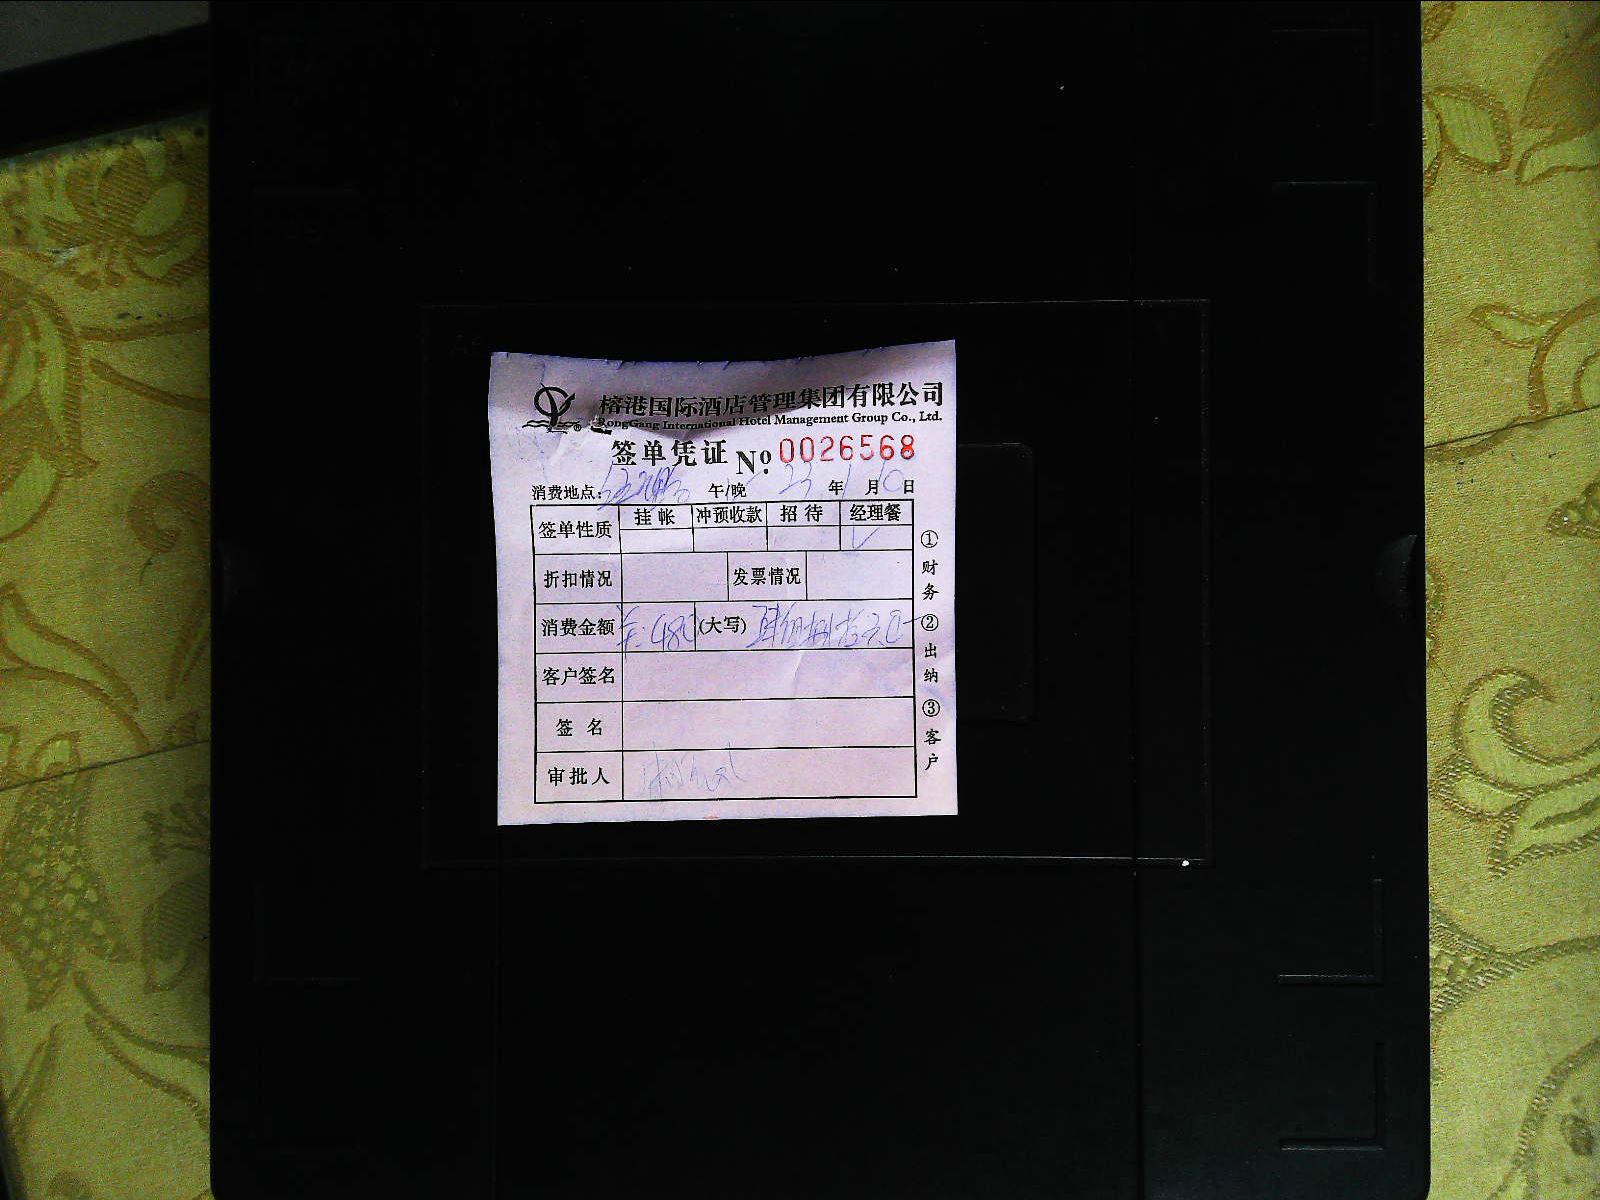 榕港国际酒店管理集团有限公司
RongGang International Hotel Management Group Co., Ltd.
签单凭证 Nº. 0026568
消费地点: 午/晚 23 年 1 月 10 日
签单性质 挂帐 冲预收款 招待 经理餐
折扣情况 发票情况
消费金额 (大写)
客户签名
签名
审批人
①财务 ②出纳 ③客户